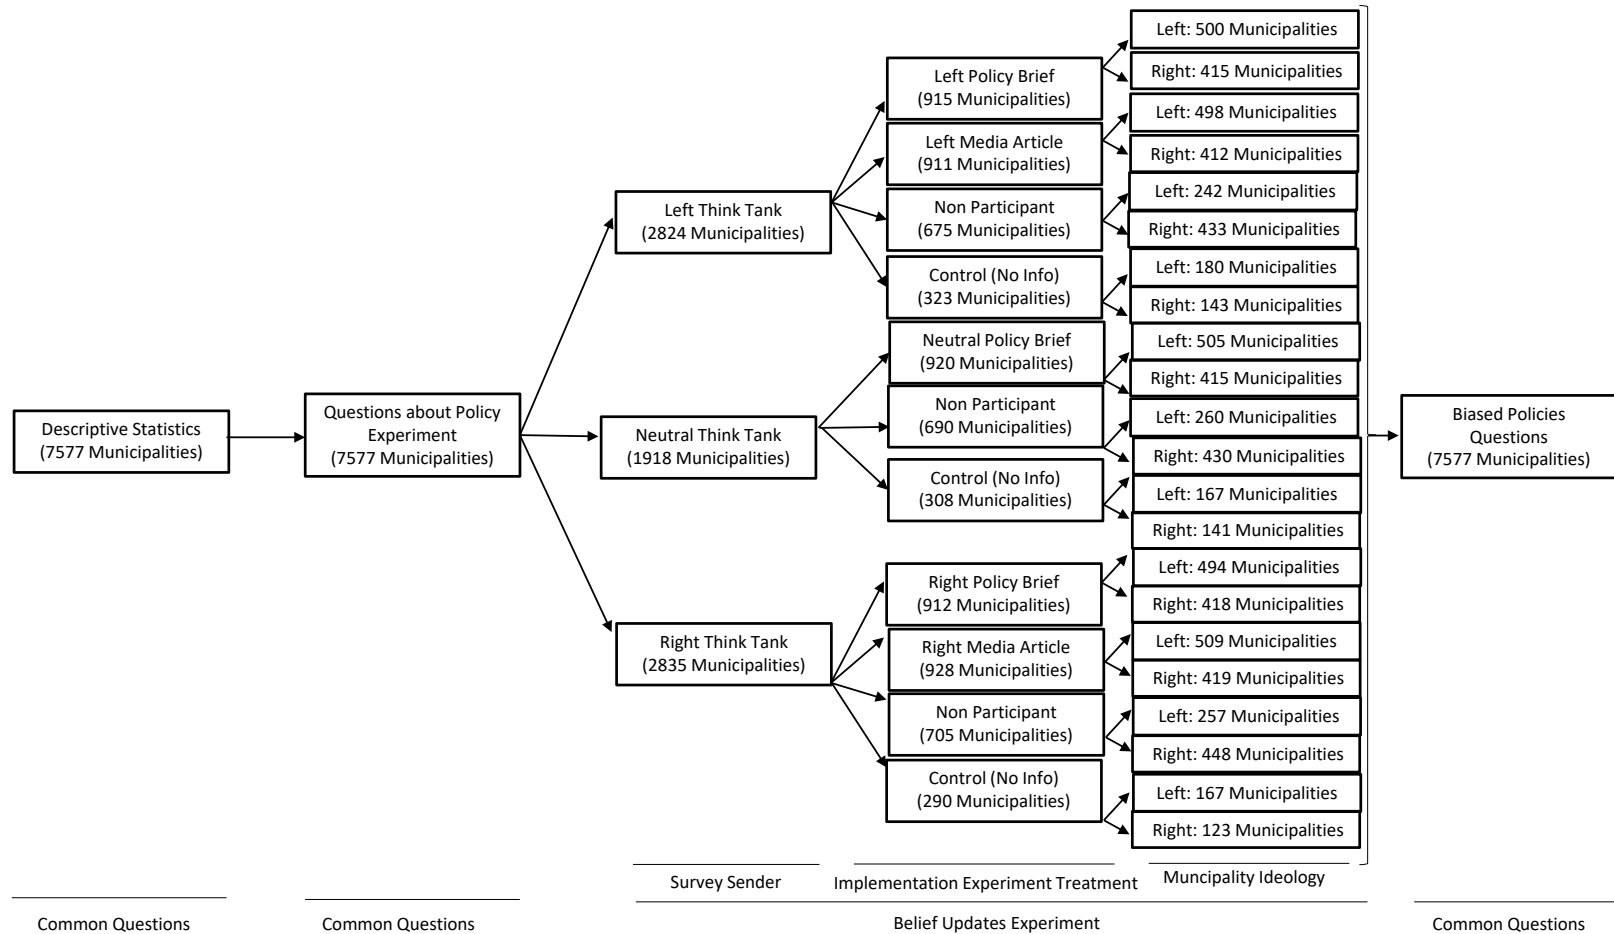 Descriptive Statistics
(7577 Municipalities)
Questions about Policy
Experiment
(7577 Municipalities)
Left Think Tank
(2824 Municipalities)
Neutral Think Tank
(1918 Municipalities)
Right Think Tank
(2835 Municipalities)
Left Policy Brief
(915 Municipalities)
Left Media Article
(911 Municipalities)
Non Participant
(675 Municipalities)
Control (No Info)
(323 Municipalities)
Neutral Policy Brief
(920 Municipalities)
Non Participant
(690 Municipalities)
Control (No Info)
(308 Municipalities)
Right Policy Brief
(912 Municipalities)
Right Media Article
(928 Municipalities)
Non Participant
(705 Municipalities)
Control (No Info)
(290 Municipalities)
Left: 500 Municipalities
Right: 415 Municipalities
Left: 498 Municipalities
Right: 412 Municipalities
Left: 242 Municipalities
Right: 433 Municipalities
Left: 180 Municipalities
Right: 143 Municipalities
Left: 505 Municipalities
Right: 415 Municipalities
Left: 260 Municipalities
Right: 430 Municipalities
Left: 167 Municipalities
Right: 141 Municipalities
Left: 494 Municipalities
Right: 418 Municipalities
Left: 509 Municipalities
Right: 419 Municipalities
Left: 257 Municipalities
Right: 448 Municipalities
Left: 167 Municipalities
Right: 123 Municipalities
Biased Policies
Questions
(7577 Municipalities)
Survey Sender
Implementation Experiment Treatment
Muncipality Ideology
Common Questions
Common Questions
Belief Updates Experiment
Common Questions